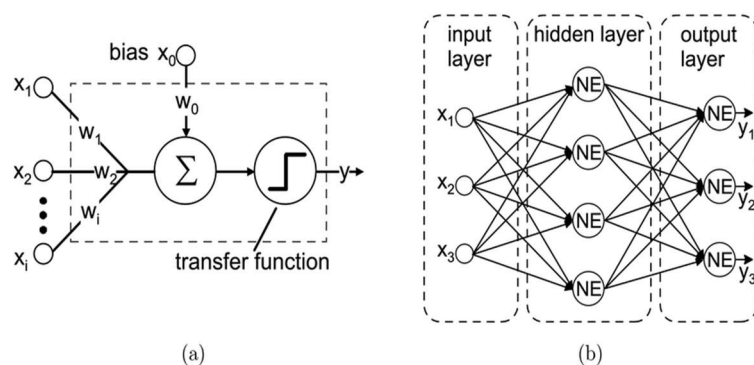 bias x₀
w₀
x₁
w₁
x₂
w₂
wᵢ
xᵢ
Σ
y
transfer function
(a)
input layer
hidden layer
output layer
x₁
x₂
x₃
NE
NE
NE
NE
NE
NE
NE
y₁
y₂
y₃
(b)